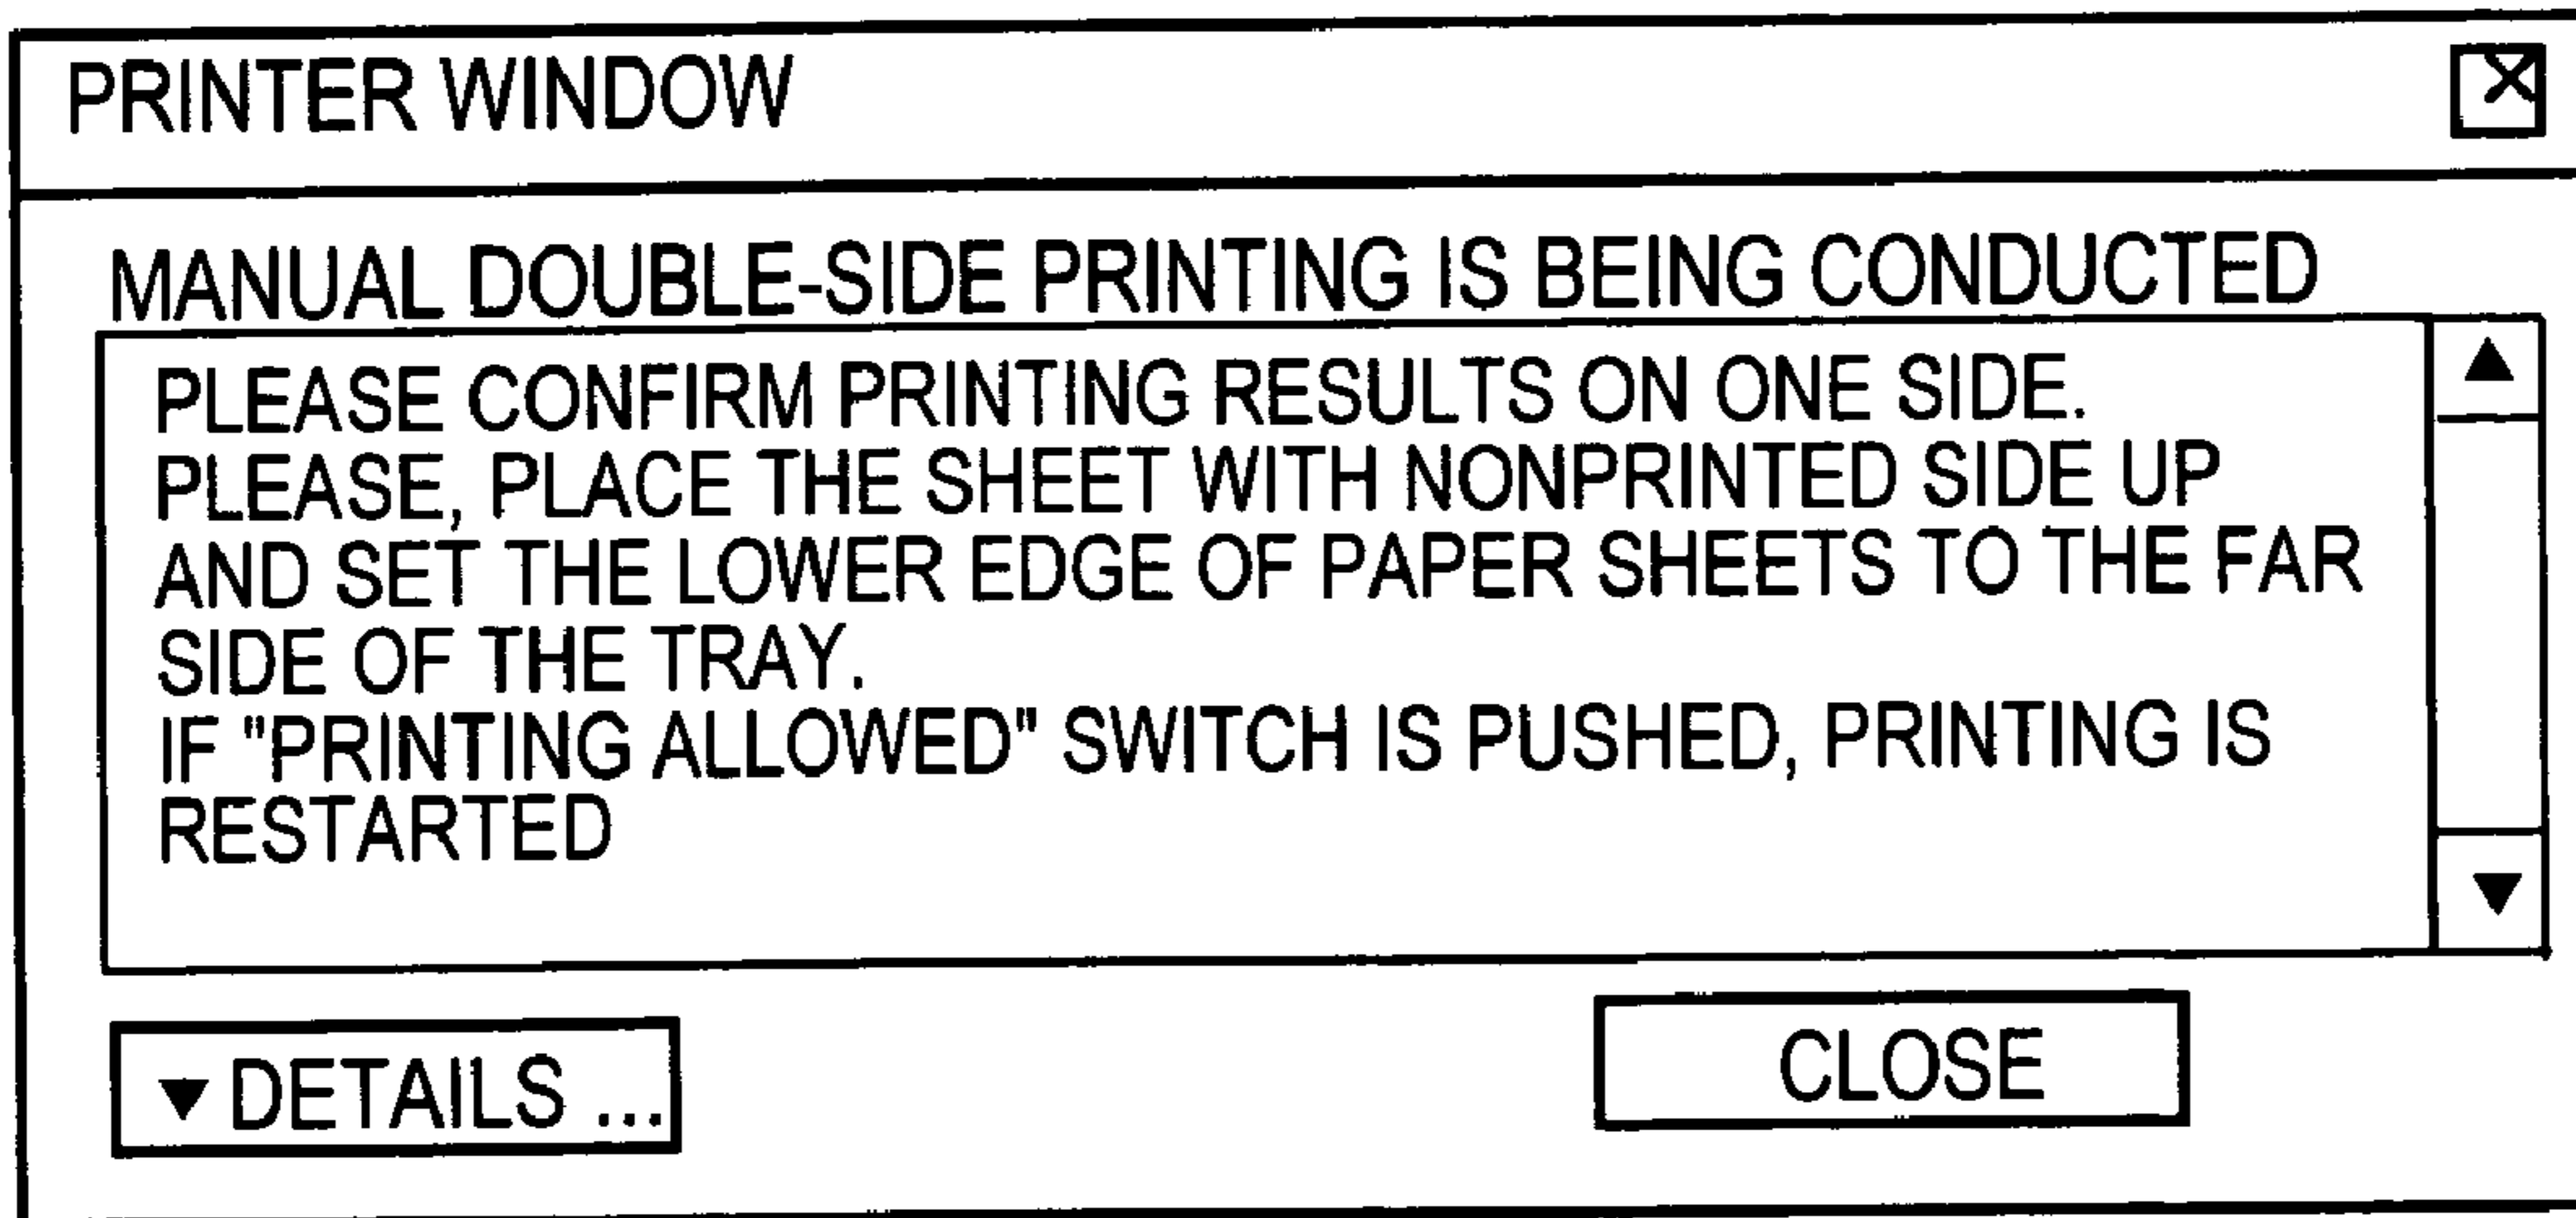 PRINTER WINDOW
MANUAL DOUBLE-SIDE PRINTING IS BEING CONDUCTED
PLEASE CONFIRM PRINTING RESULTS ON ONE SIDE.
PLEASE, PLACE THE SHEET WITH NONPRINTED SIDE UP
AND SET THE LOWER EDGE OF PAPER SHEETS TO THE FAR
SIDE OF THE TRAY.
IF "PRINTING ALLOWED" SWITCH IS PUSHED, PRINTING IS
RESTARTED
▼ DETAILS ...
CLOSE